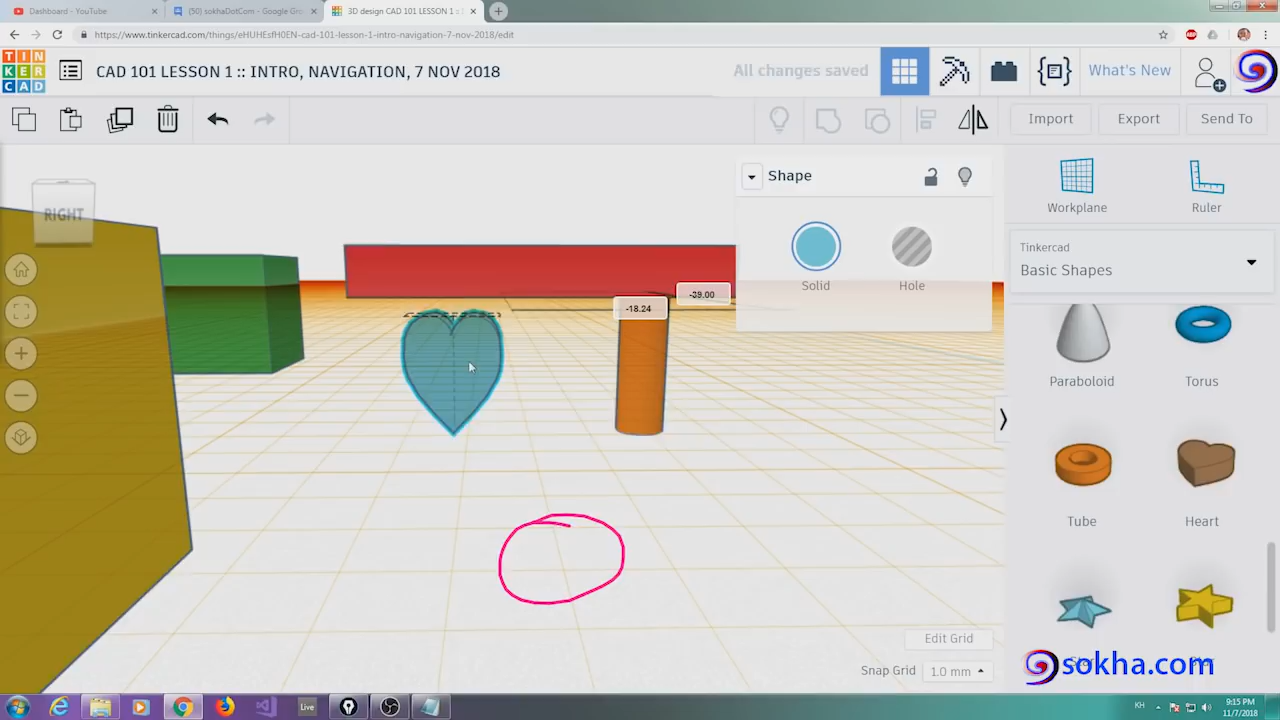 Dashboard - YouTube
(50) sokhaDotCom - Google Gro
3D design CAD 101 LESSON 1 ::
https://www.tinkercad.com/things/eHUHEsfH0EN-cad-101-lesson-1-intro-navigation-7-nov-2018/edit
TIN
KER
CAD
CAD 101 LESSON 1 :: INTRO, NAVIGATION, 7 NOV 2018
All changes saved
What's New
Import
Export
Send To
Shape
Solid
Hole
Workplane
Ruler
Tinkercad
Basic Shapes
RIGHT
-39.00
-18.24
Paraboloid
Torus
Tube
Heart
Edit Grid
Snap Grid
1.0 mm
sokha.com
Live
KH
9:15 PM
11/7/2018